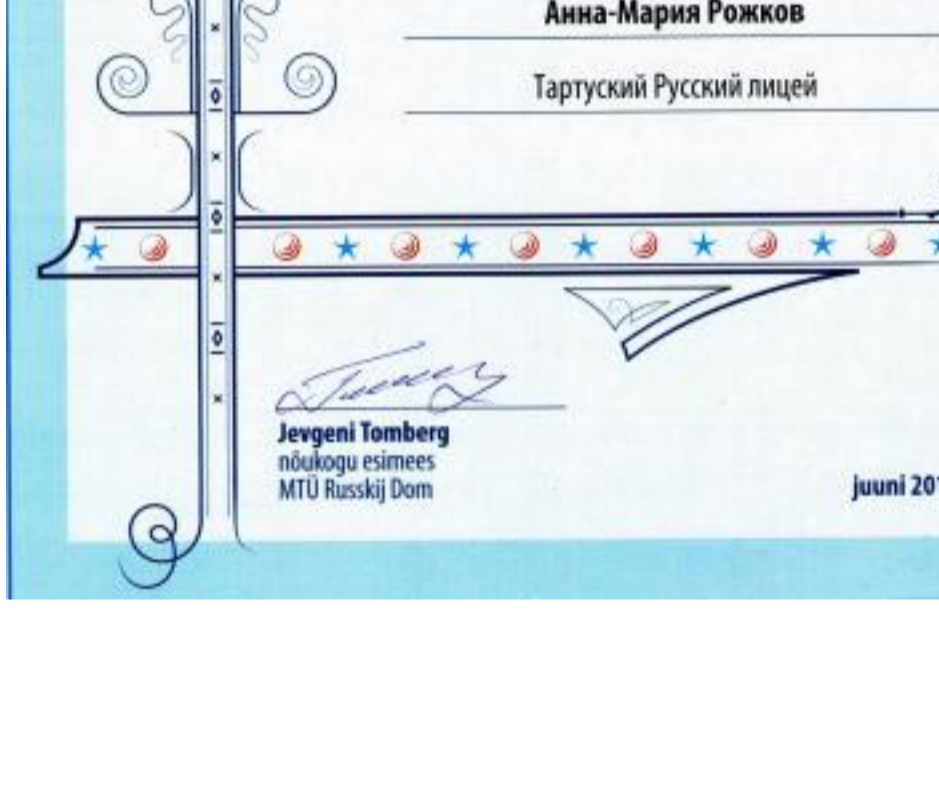 Анна-Мария Рожков
Тартуский Русский лицей
Jevgeni Tomberg
nõukogu esimees
MTÜ Russkij Dom
juuni